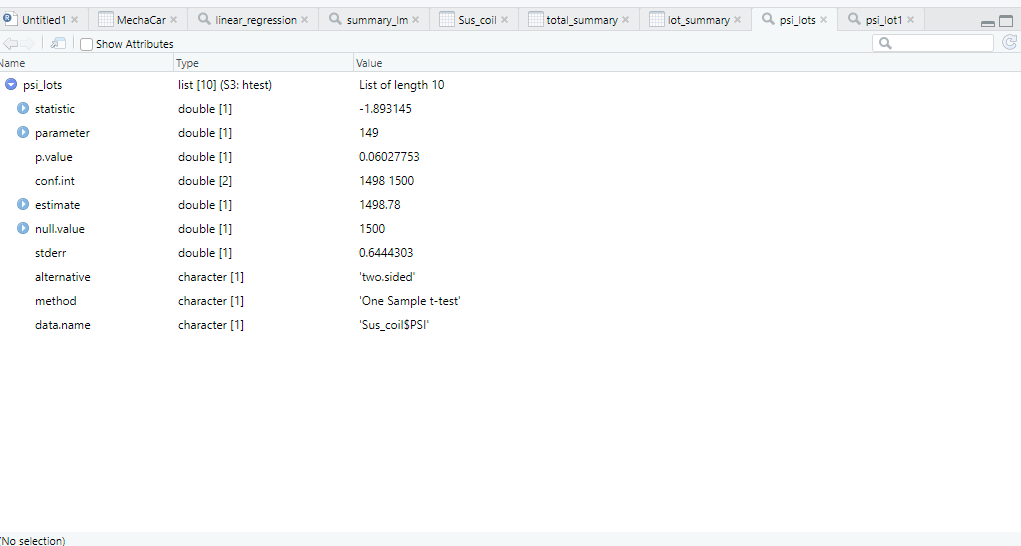 Untitled1 MechaCar linear_regression summary_lm Sus_coil total_summary lot_summary psi_lots psi_lot1
Show Attributes
Name Type Value
psi_lots list [10] (S3: htest) List of length 10
statistic double [1] -1.893145
parameter double [1] 149
p.value double [1] 0.06027753
conf.int double [2] 1498 1500
estimate double [1] 1498.78
null.value double [1] 1500
stderr double [1] 0.6444303
alternative character [1] 'two.sided'
method character [1] 'One Sample t-test'
data.name character [1] 'Sus_coil$PSI'
(No selection)